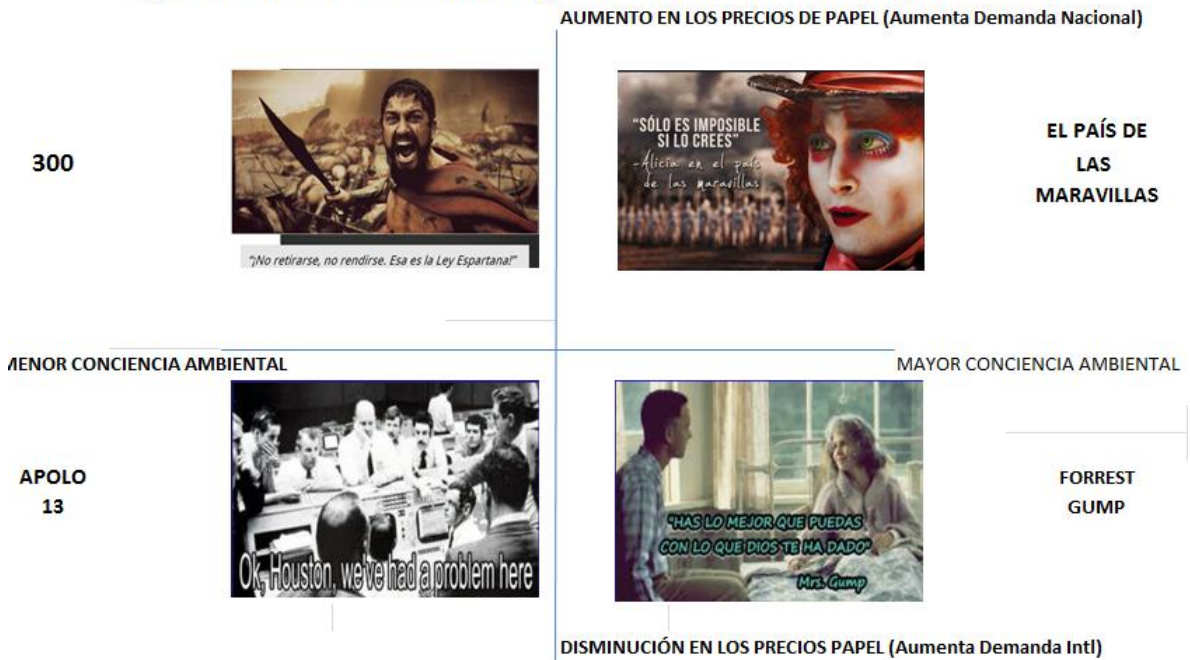 AUMENTO EN LOS PRECIOS DE PAPEL (Aumenta Demanda Nacional)
300
"¡No retirarse, no rendirse. Esa es la Ley Espartana!"
"SÓLO ES IMPOSIBLE
SI LO CREES"
-Alicia en el país
de las maravillas
EL PAÍS DE
LAS
MARAVILLAS
MENOR CONCIENCIA AMBIENTAL
MAYOR CONCIENCIA AMBIENTAL
APOLO
13
Ok, Houston, we've had a problem here
"HAS LO MEJOR QUE PUEDAS
CON LO QUE DIOS TE HA DADO"
Mrs. Gump
FORREST
GUMP
DISMINUCIÓN EN LOS PRECIOS PAPEL (Aumenta Demanda Intl)